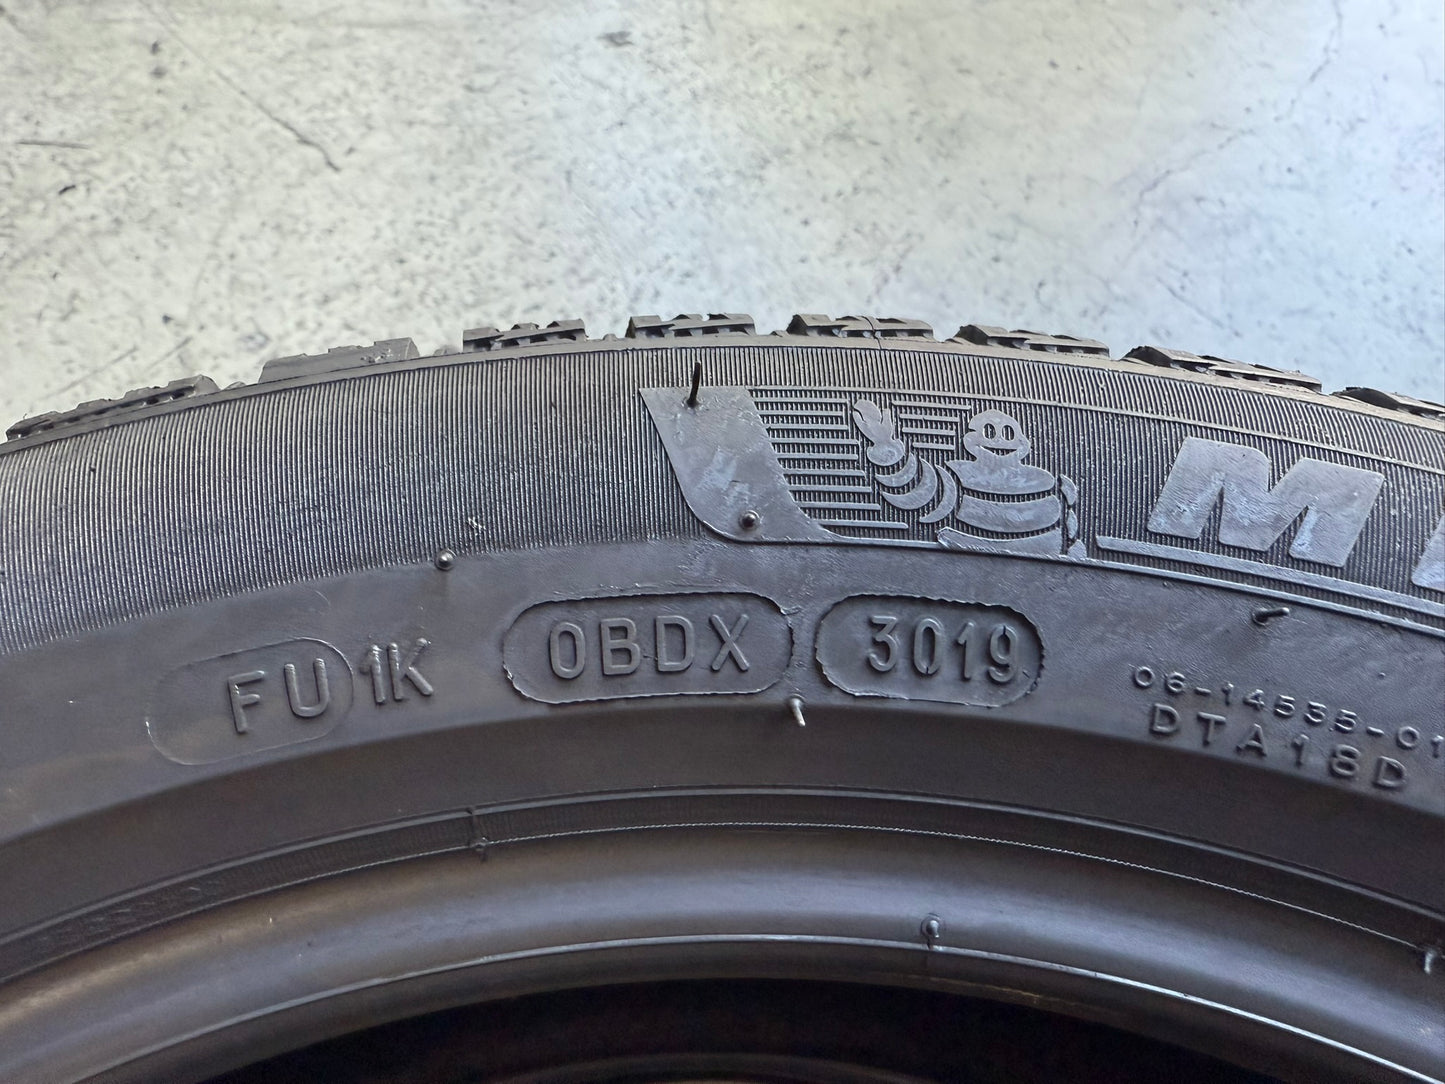 M
FU 1K 0BDX 3019
06-14535-01
DTA18D